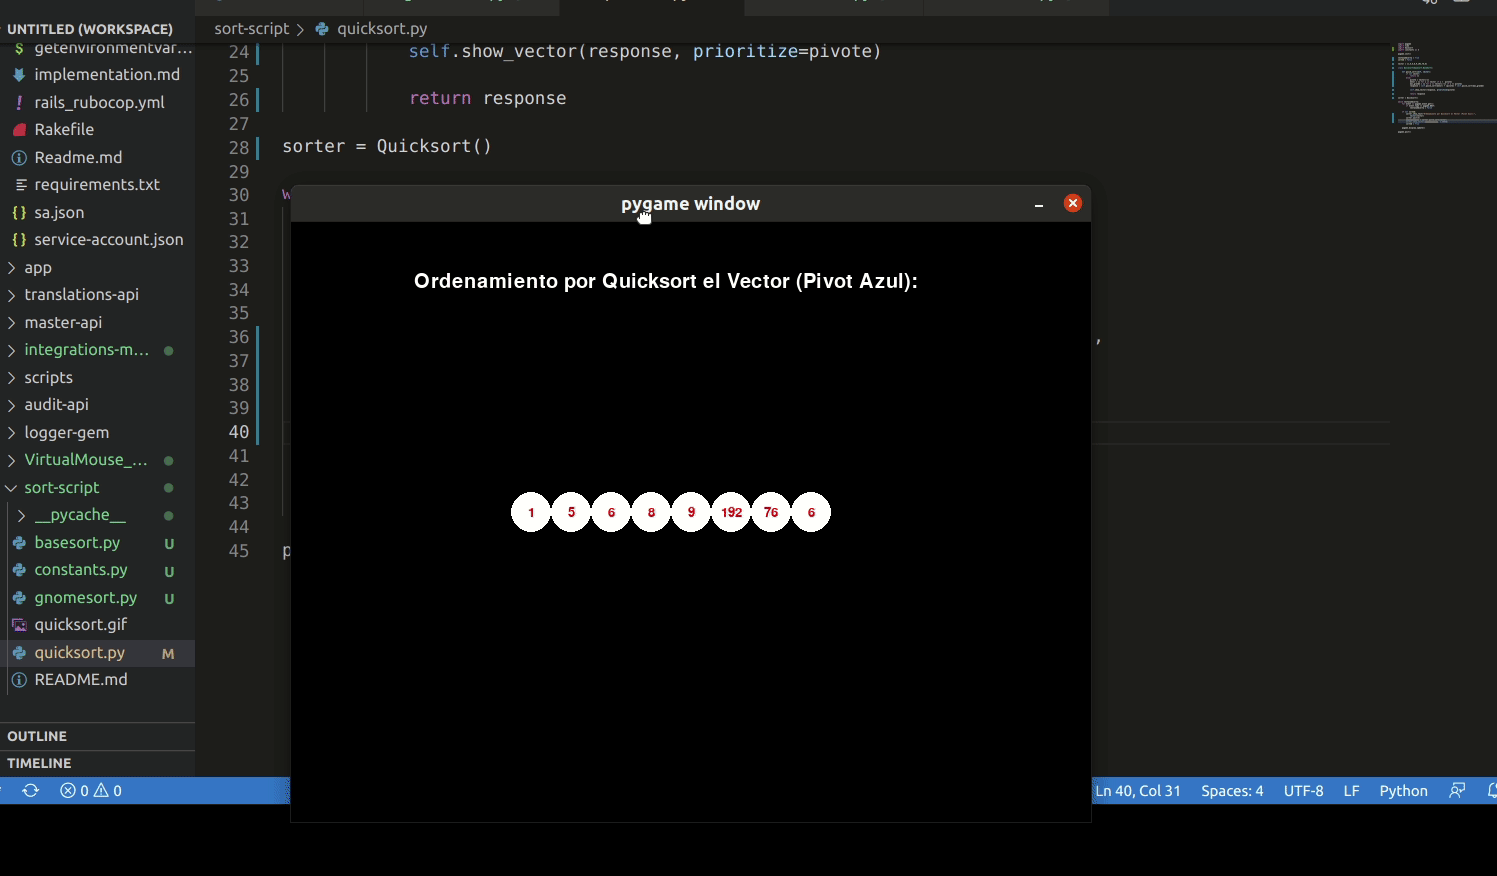 UNTITLED (WORKSPACE)
getenvironmentvar...
implementation.md
rails_rubocop.yml
Rakefile
Readme.md
requirements.txt
sa.json
service-account.json
app
translations-api
master-api
integrations-m...
scripts
audit-api
logger-gem
VirtualMouse_...
sort-script
__pycache__
basesort.py U
constants.py U
gnomesort.py U
quicksort.gif
quicksort.py M
README.md
OUTLINE
TIMELINE
sort-script > quicksort.py
24 self.show_vector(response, prioritize=pivote)
25
26 return response
27
28 sorter = Quicksort()
29
30 w
31
32
33
34
35
36 ,
37
38
39
40
41
42
43
44
45 p
pygame window
Ordenamiento por Quicksort el Vector (Pivot Azul):
1 5 6 8 9 192 76 6
0 0 Ln 40, Col 31 Spaces: 4 UTF-8 LF Python